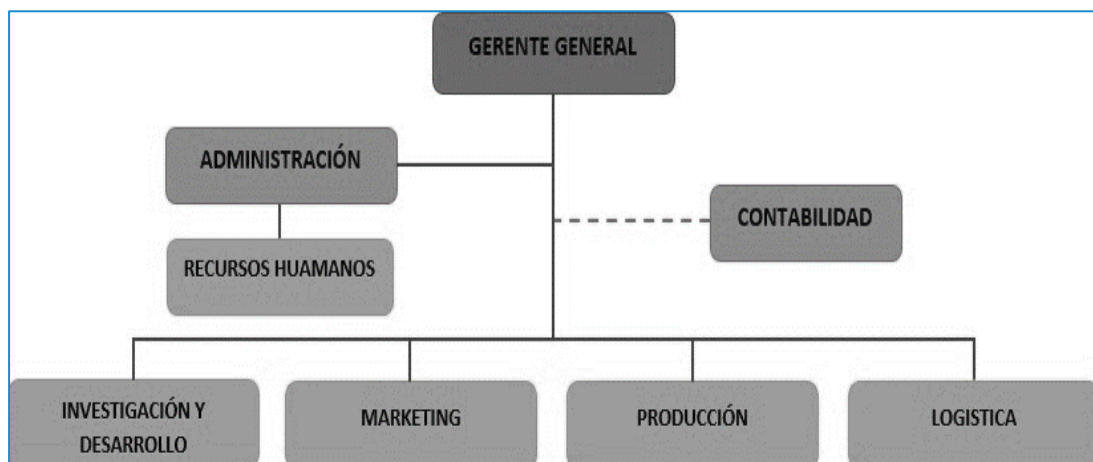 GERENTE GENERAL
ADMINISTRACIÓN
CONTABILIDAD
RECURSOS HUAMANOS
INVESTIGACIÓN Y
DESARROLLO
MARKETING
PRODUCCIÓN
LOGISTICA